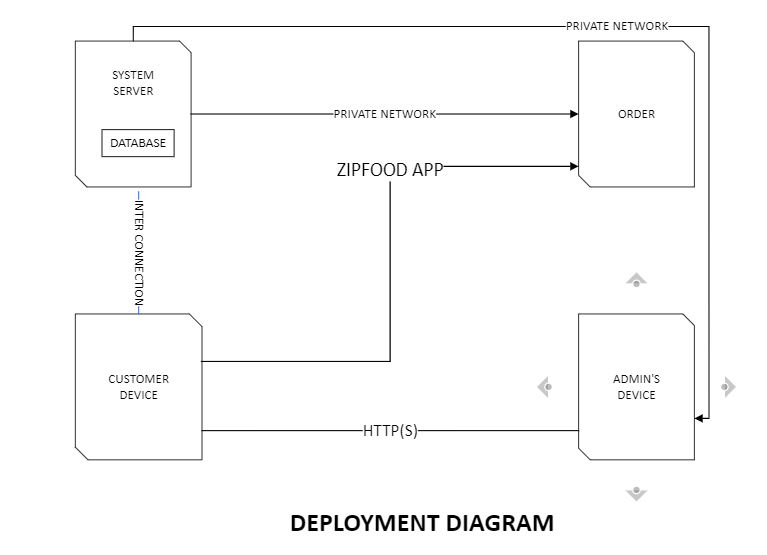 PRIVATE NETWORK
SYSTEM
SERVER
DATABASE
PRIVATE NETWORK
ORDER
ZIPFOOD APP
INTER CONNECTION
CUSTOMER
DEVICE
ADMIN'S
DEVICE
HTTP(S)
DEPLOYMENT DIAGRAM